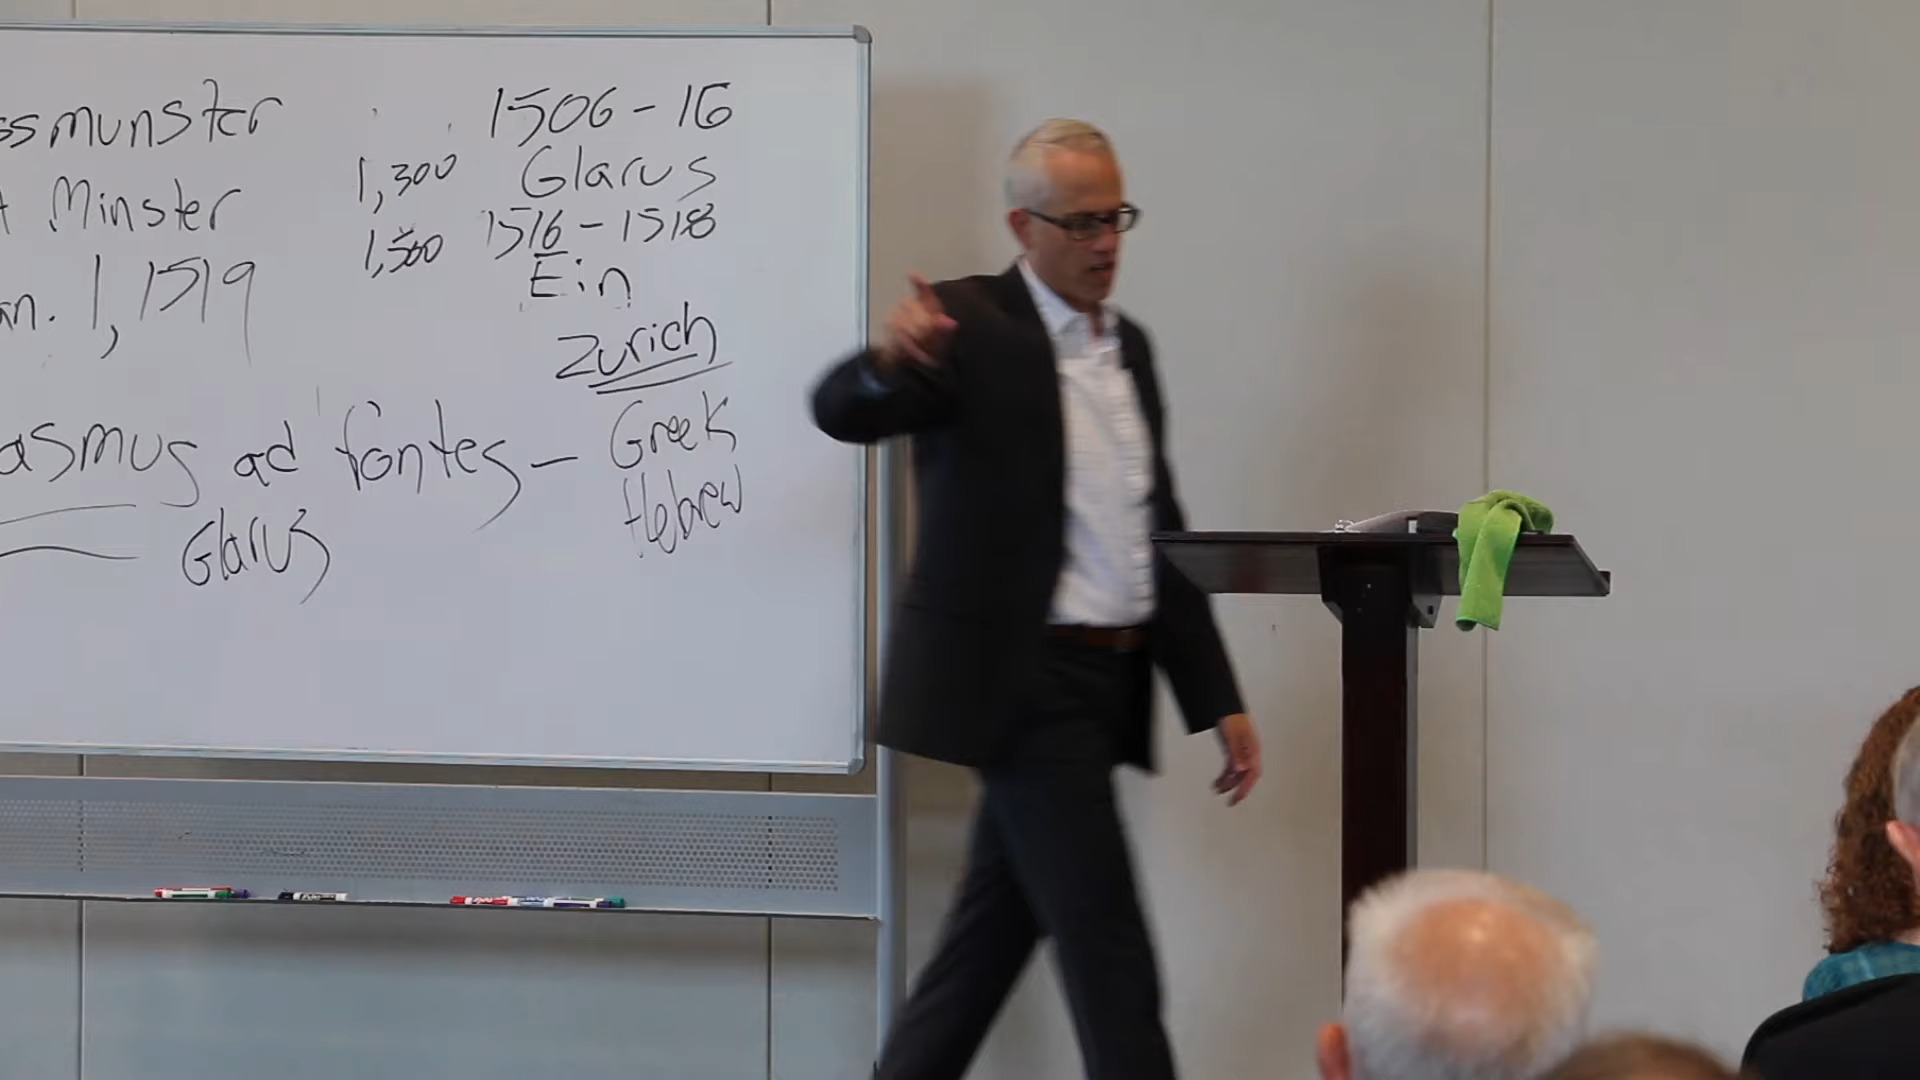 ssmunster
Minster
an. 1, 1519
1,300
1,500
1506-16
Glarus
1516-1518
Ein
Zurich
asmus ad fontes - Greek
Hebrew
Glarus